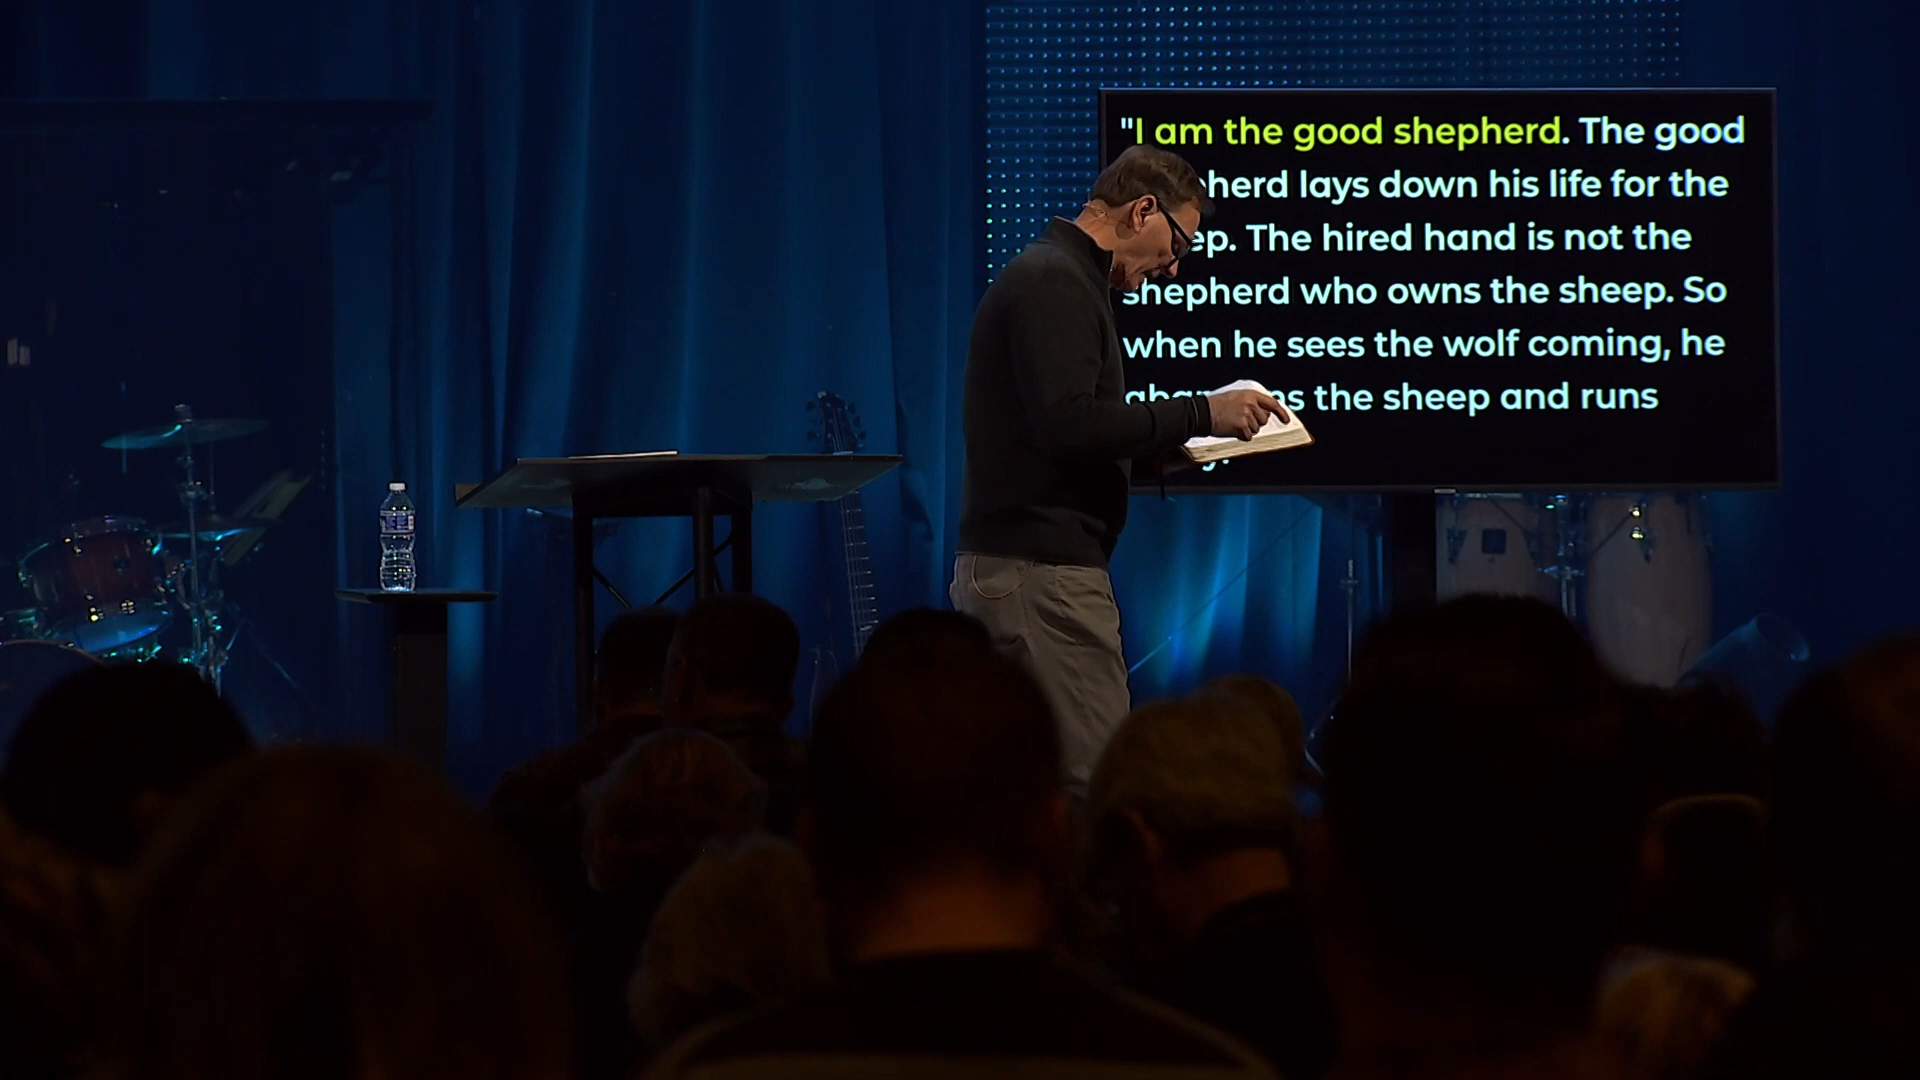 "I am the good shepherd. The good
lays down his life for the
The hired hand is not the
shepherd who owns the sheep. So
when he sees the wolf coming, he
the sheep and runs